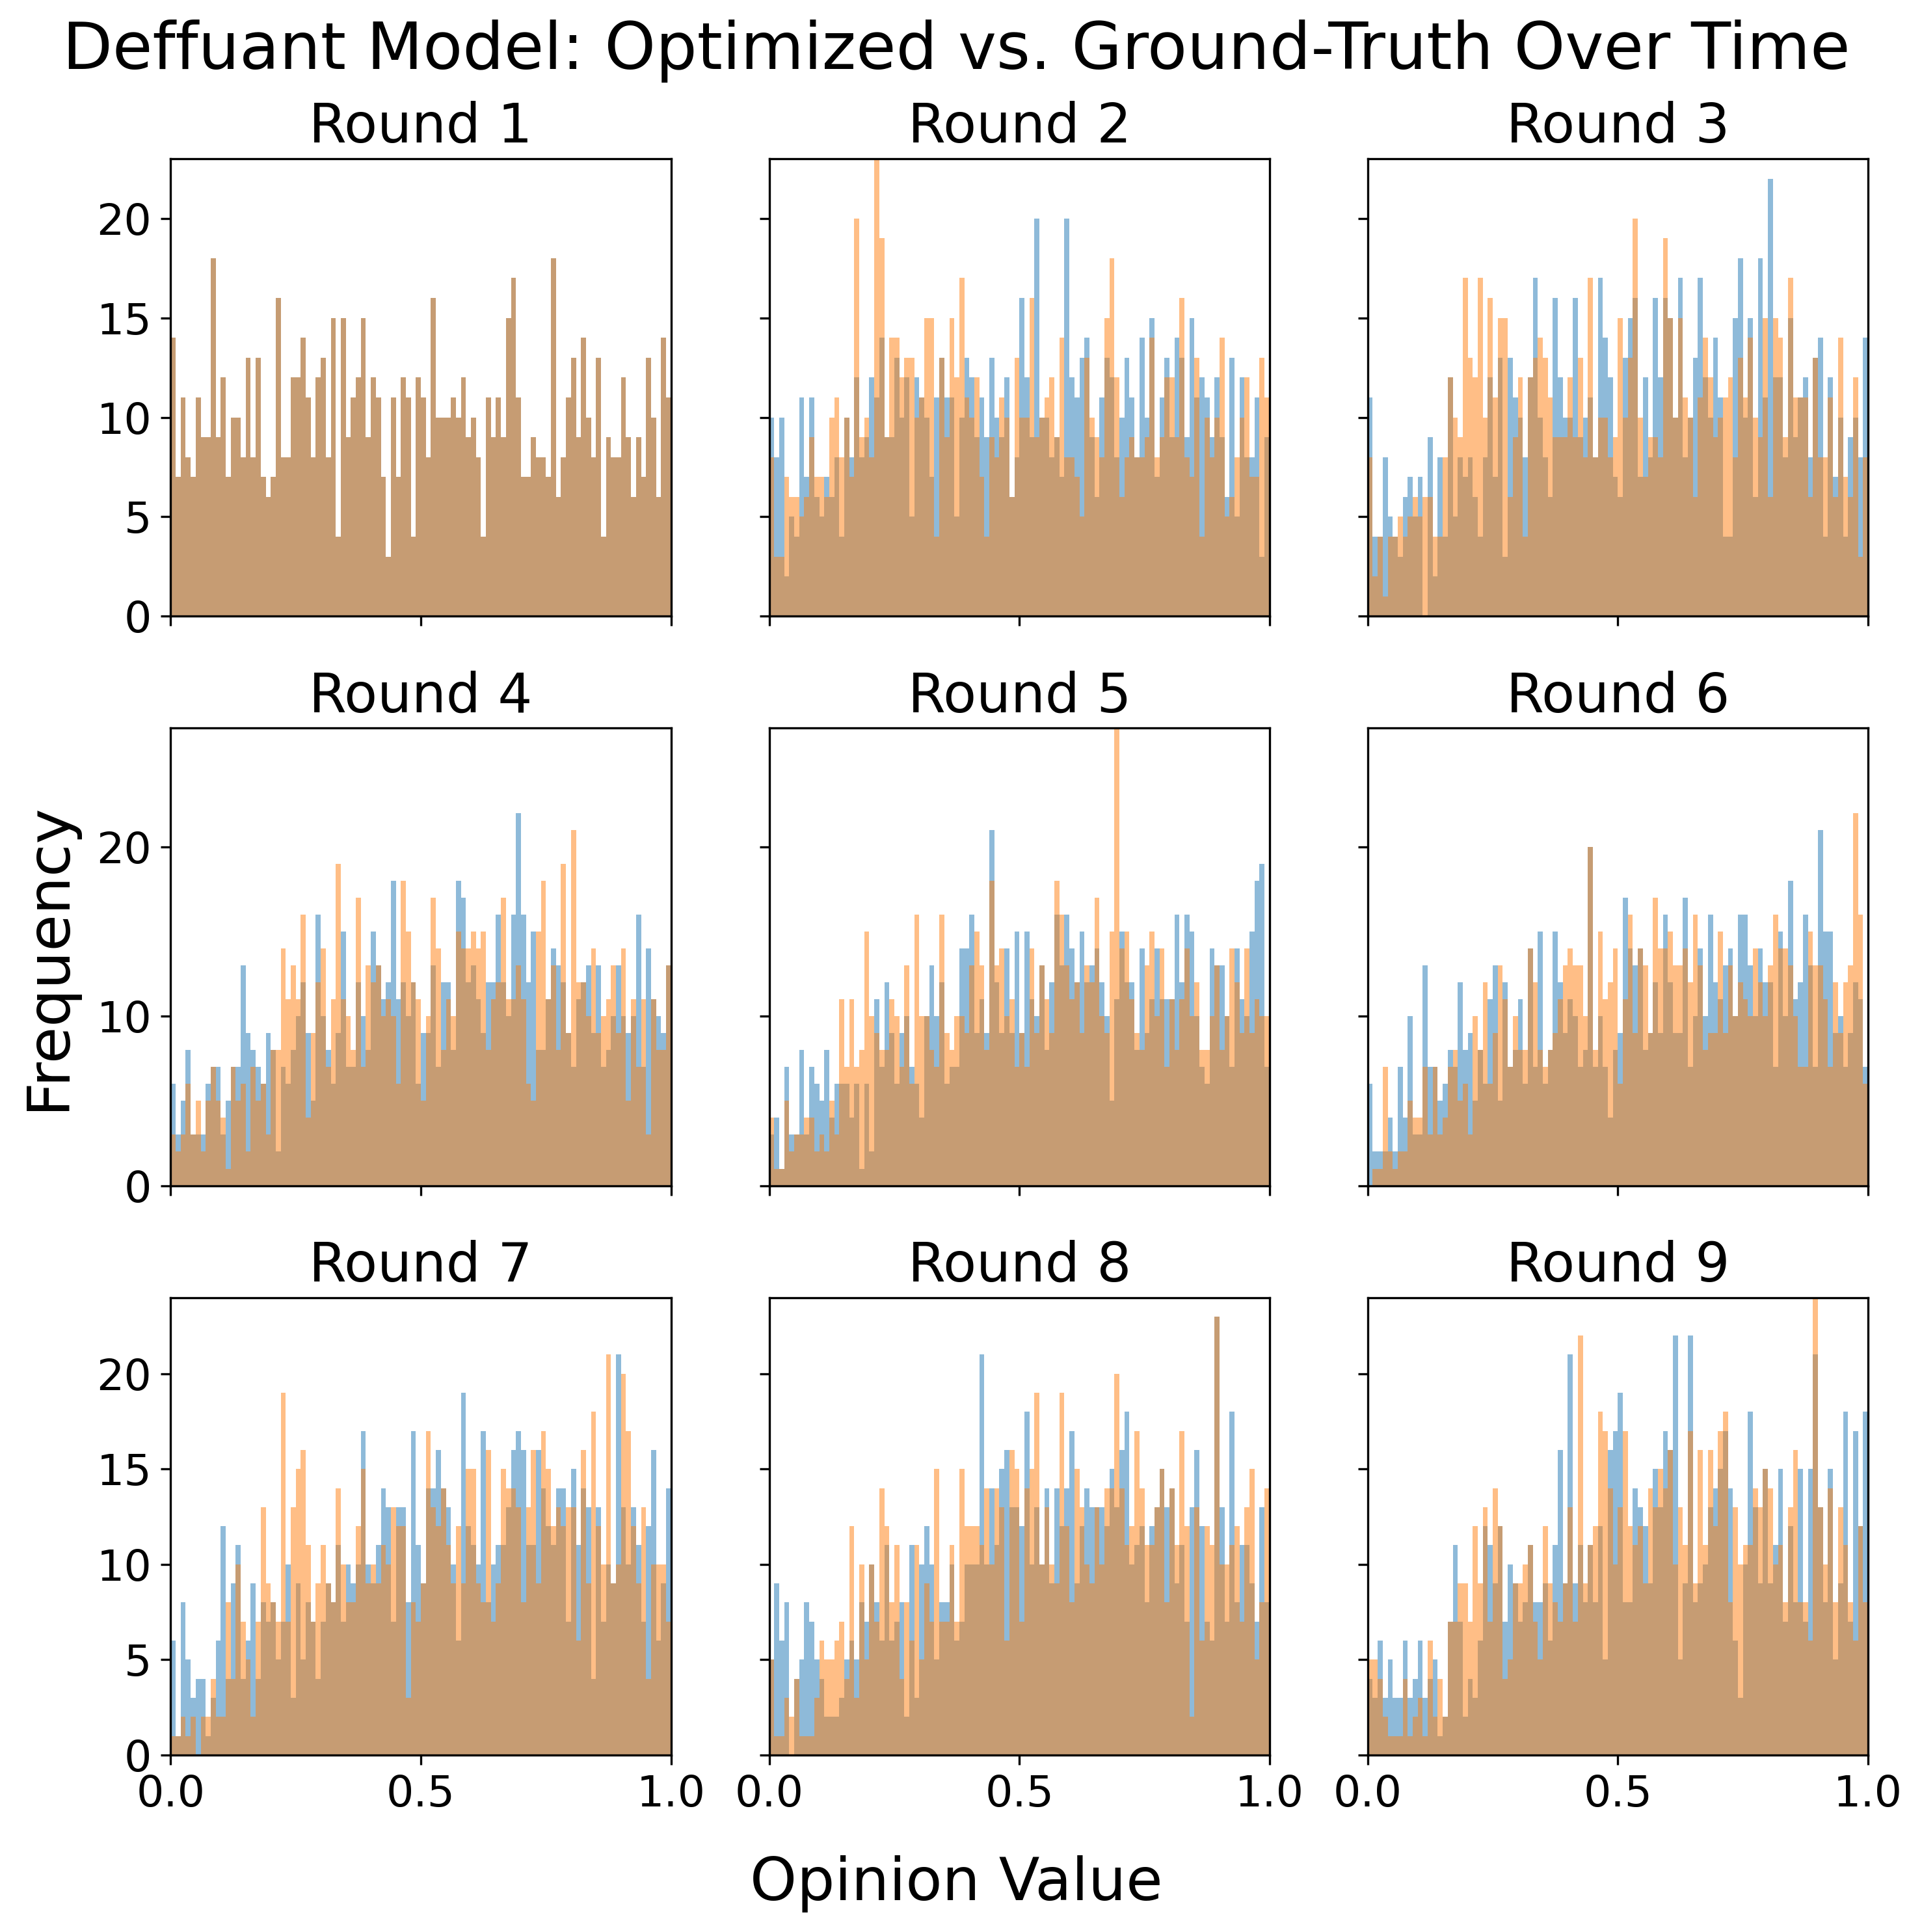 Deffuant Model: Optimized vs. Ground-Truth Over Time
Round 1
Round 2
Round 3
20
15
10
5
0
Round 4
Round 5
Round 6
Frequency
20
10
0
Round 7
Round 8
Round 9
20
15
10
5
0
0.0 0.5 1.0 0.0 0.5 1.0 0.0 0.5 1.0
Opinion Value